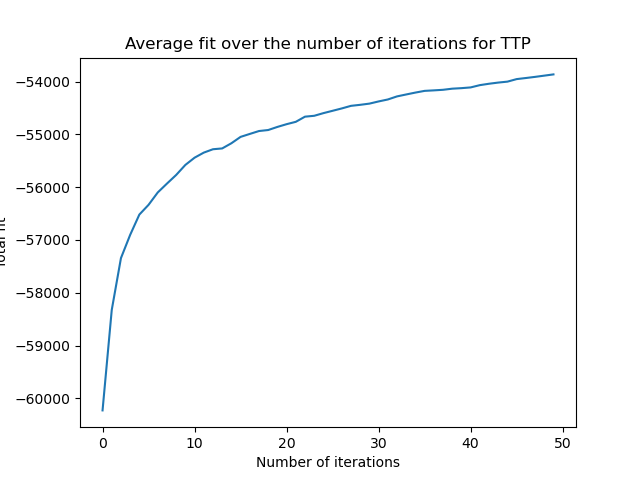 Average fit over the number of iterations for TTP
−54000
−55000
−56000
−57000
−58000
−59000
−60000
Total fit
0 10 20 30 40 50
Number of iterations